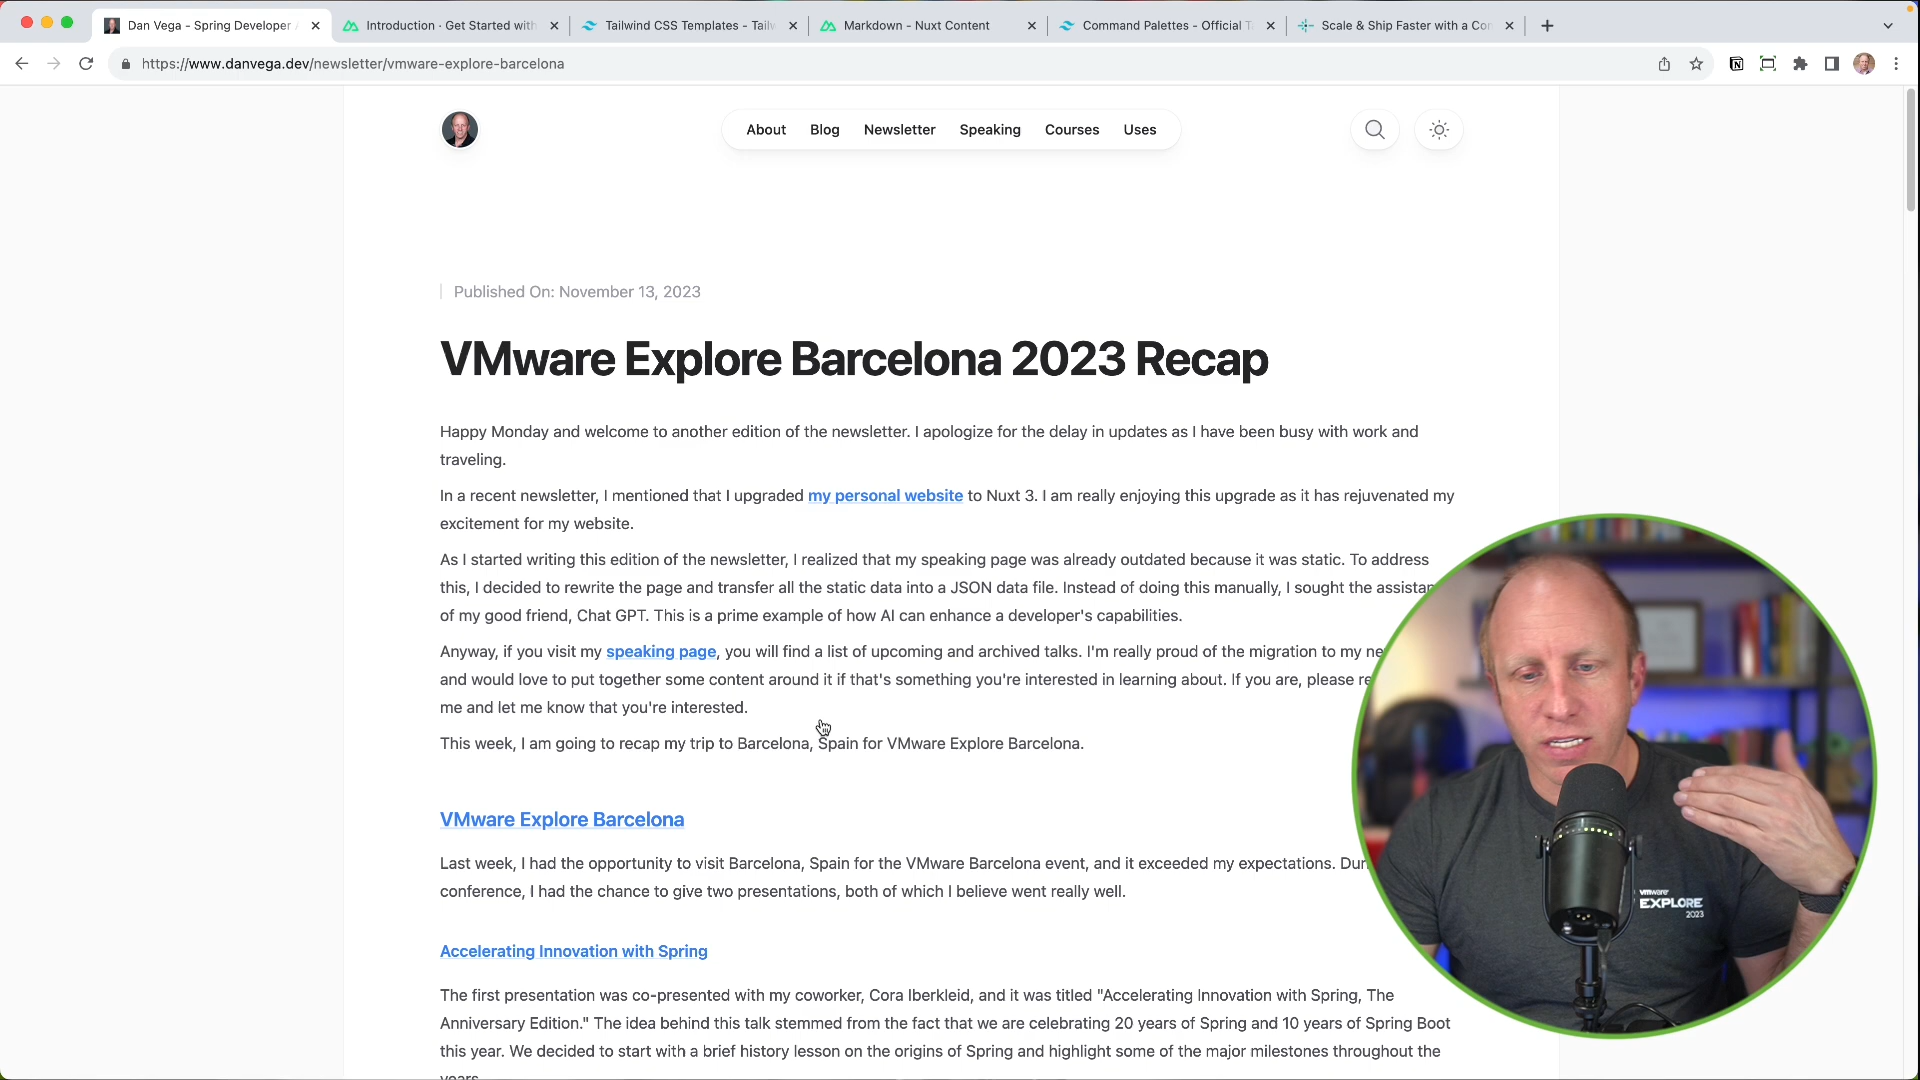 Dan Vega - Spring Developer
Introduction · Get Started with
Tailwind CSS Templates - Tailw
Markdown - Nuxt Content
Command Palettes - Official T
Scale & Ship Faster with a Con
https://www.danvega.dev/newsletter/vmware-explore-barcelona
About Blog Newsletter Speaking Courses Uses
Published On: November 13, 2023
VMware Explore Barcelona 2023 Recap
Happy Monday and welcome to another edition of the newsletter. I apologize for the delay in updates as I have been busy with work and
traveling.
In a recent newsletter, I mentioned that I upgraded my personal website to Nuxt 3. I am really enjoying this upgrade as it has rejuvenated my
excitement for my website.
As I started writing this edition of the newsletter, I realized that my speaking page was already outdated because it was static. To address
this, I decided to rewrite the page and transfer all the static data into a JSON data file. Instead of doing this manually, I sought the assistan
of my good friend, Chat GPT. This is a prime example of how AI can enhance a developer's capabilities.
Anyway, if you visit my speaking page, you will find a list of upcoming and archived talks. I'm really proud of the migration to my ne
and would love to put together some content around it if that's something you're interested in learning about. If you are, please re
me and let me know that you're interested.
This week, I am going to recap my trip to Barcelona, Spain for VMware Explore Barcelona.
VMware Explore Barcelona
Last week, I had the opportunity to visit Barcelona, Spain for the VMware Barcelona event, and it exceeded my expectations. Dur
conference, I had the chance to give two presentations, both of which I believe went really well.
Accelerating Innovation with Spring
The first presentation was co-presented with my coworker, Cora Iberkleid, and it was titled "Accelerating Innovation with Spring, The
Anniversary Edition." The idea behind this talk stemmed from the fact that we are celebrating 20 years of Spring and 10 years of Spring Boot
this year. We decided to start with a brief history lesson on the origins of Spring and highlight some of the major milestones throughout the
years
vmware
EXPLORE
2023